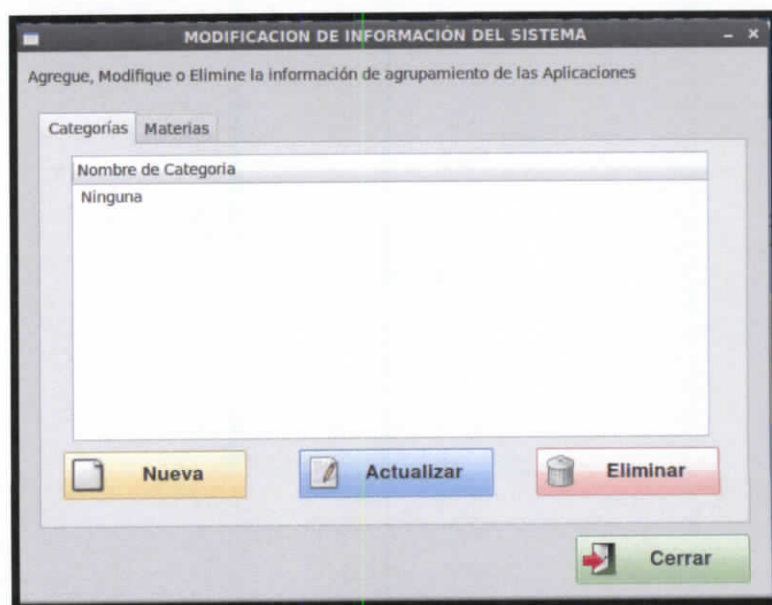 MODIFICACION DE INFORMACIÓN DEL SISTEMA
Agregue, Modifique o Elimine la información de agrupamiento de las Aplicaciones
Categorías Materias
Nombre de Categoria
Ninguna
Nueva Actualizar Eliminar
Cerrar